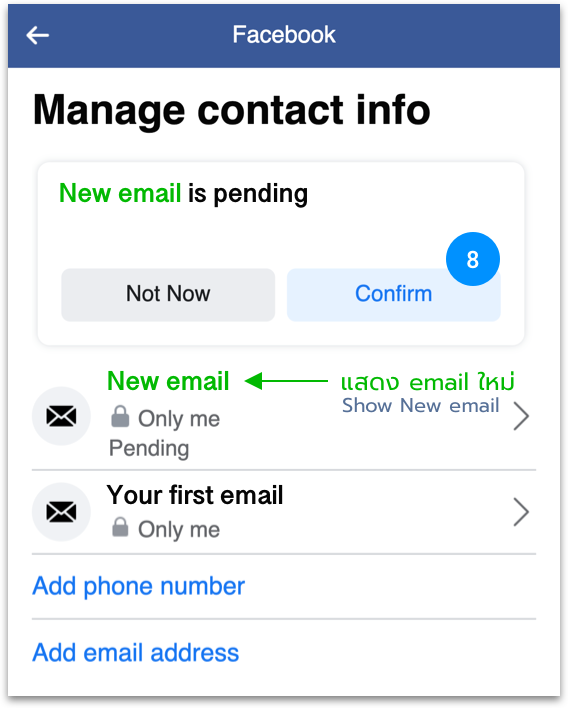 Facebook
Manage contact info
New email is pending
8
Not Now
Confirm
New email
แสดง email ใหม่
Show New email
Only me
Pending
Your first email
Only me
Add phone number
Add email address